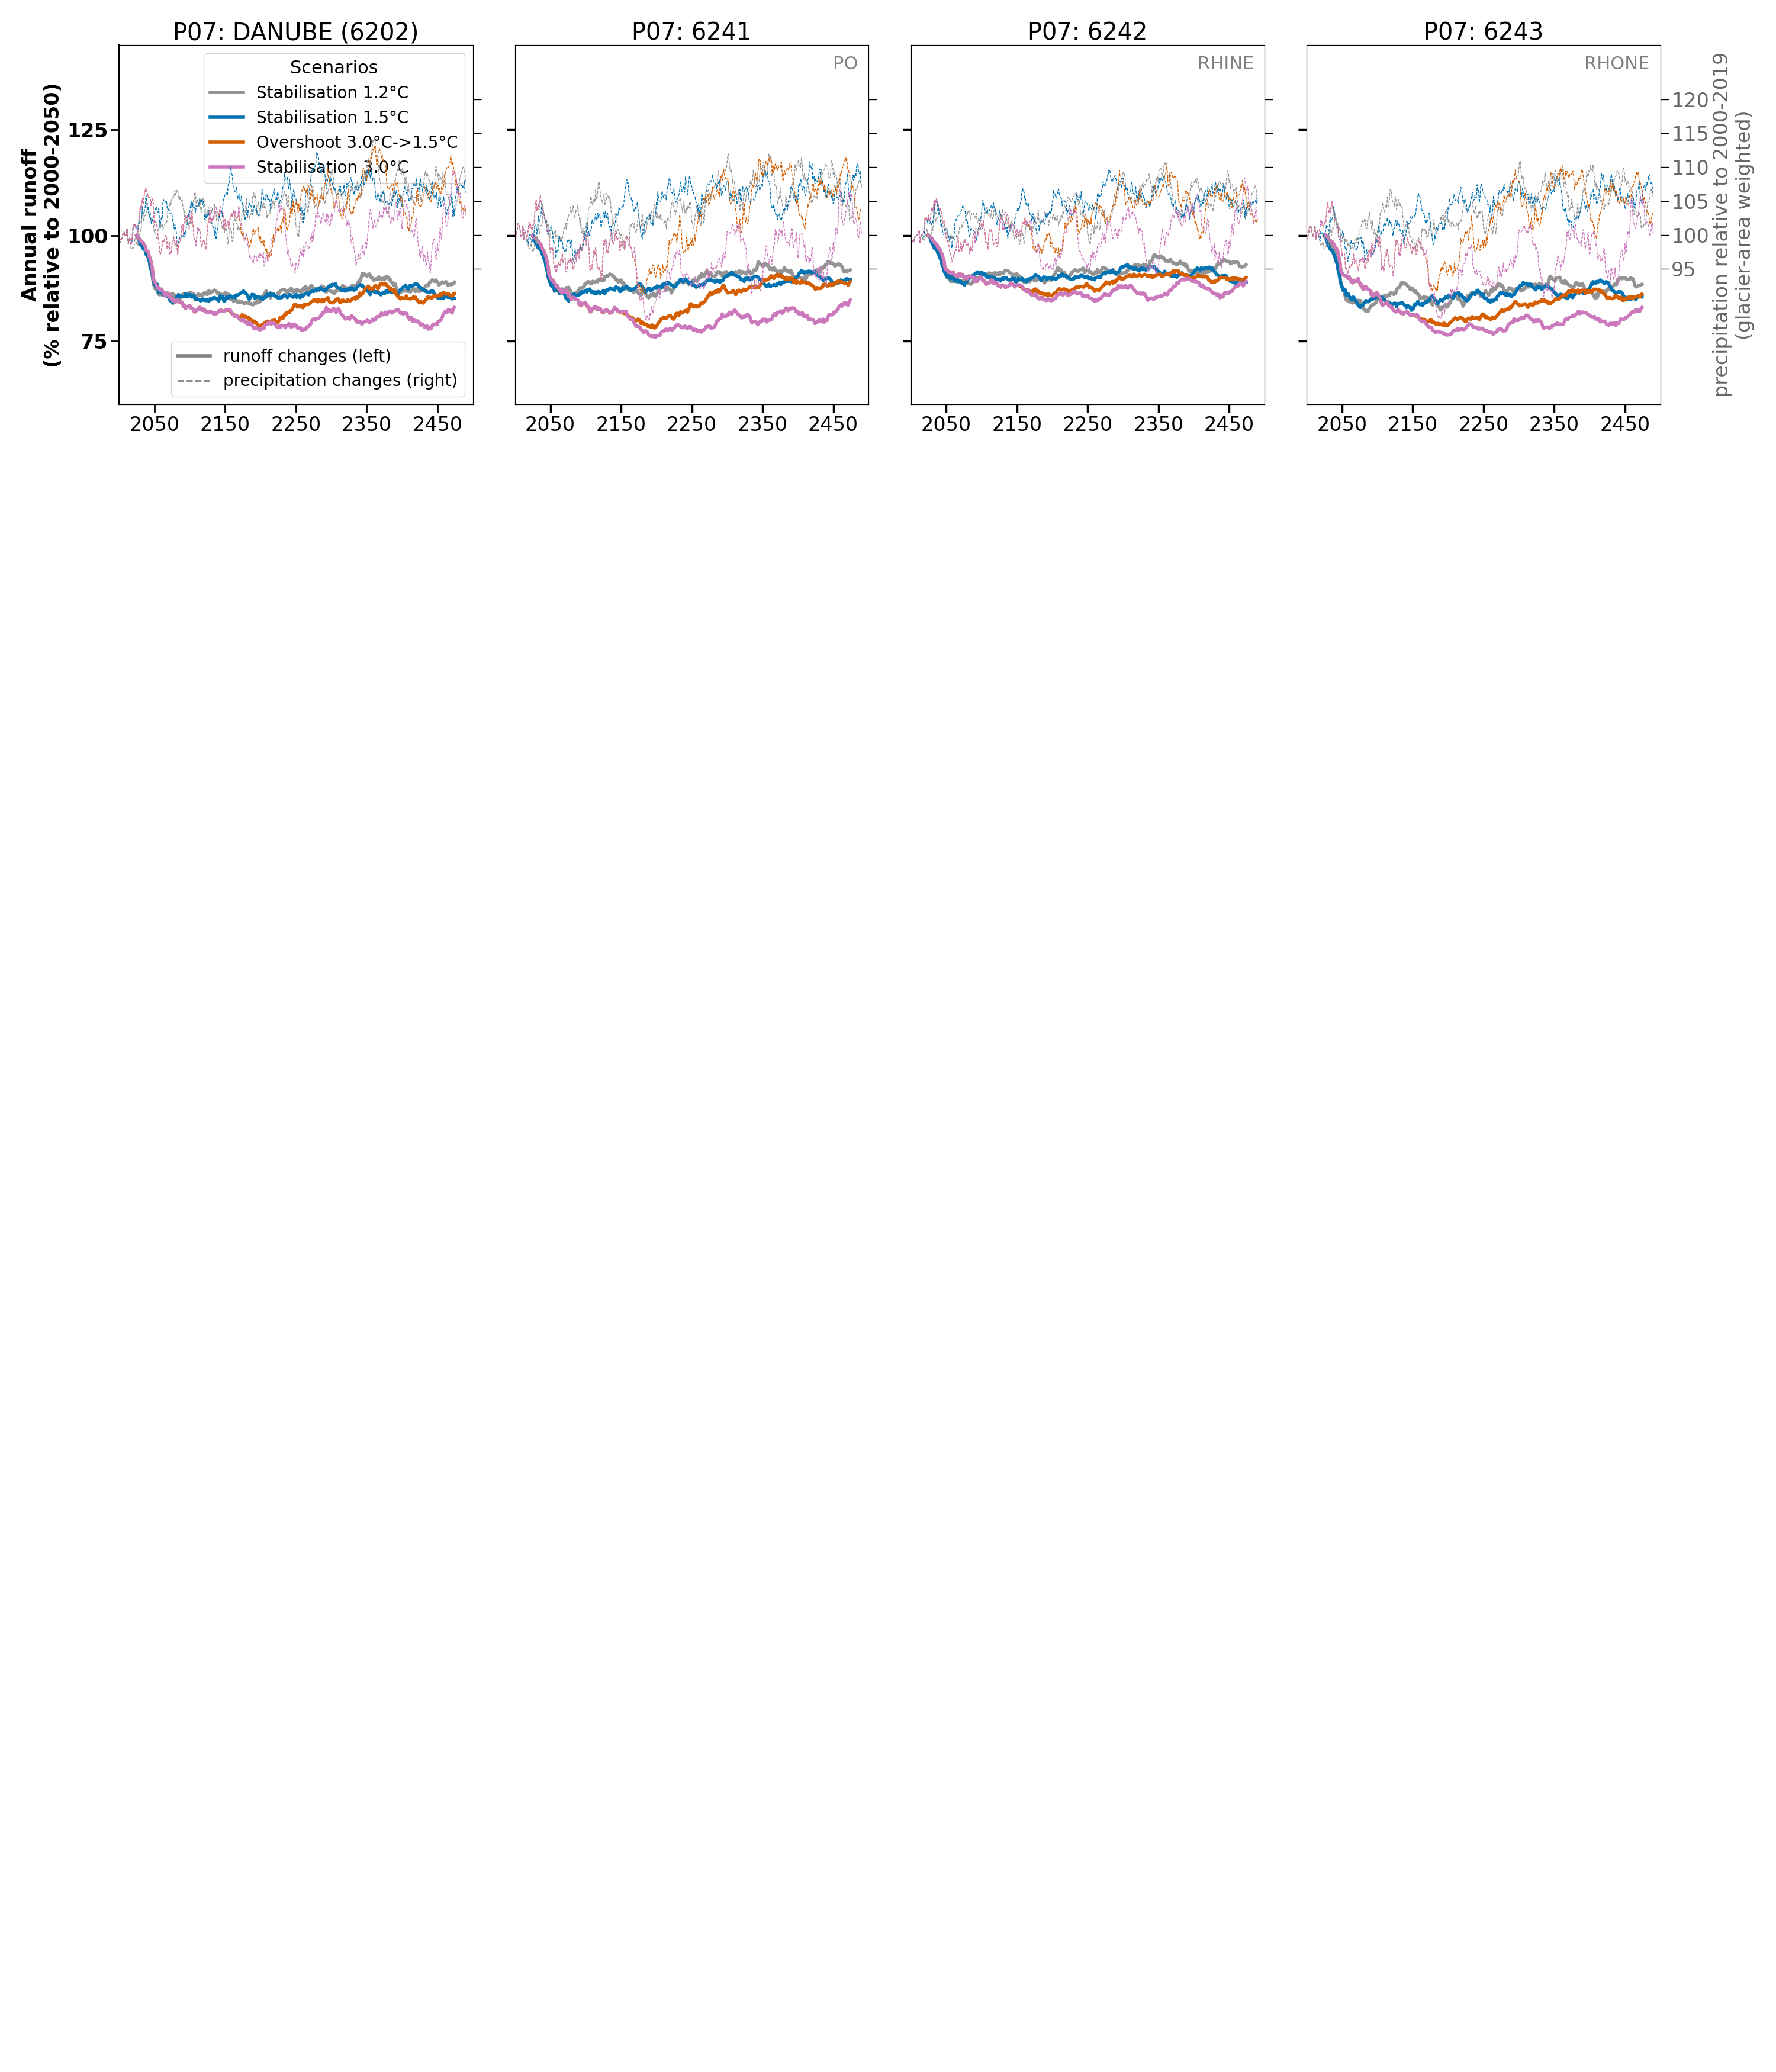 P07: DANUBE (6202)
P07: 6241
P07: 6242
P07: 6243
Annual runoff
(% relative to 2000-2050)
125
100
75
Scenarios
Stabilisation 1.2°C
Stabilisation 1.5°C
Overshoot 3.0°C->1.5°C
Stabilisation 3.0°C
runoff changes (left)
precipitation changes (right)
PO
RHINE
RHONE
120
115
110
105
100
95
precipitation relative to 2000-2019
(glacier-area weighted)
2050 2150 2250 2350 2450
2050 2150 2250 2350 2450
2050 2150 2250 2350 2450
2050 2150 2250 2350 2450